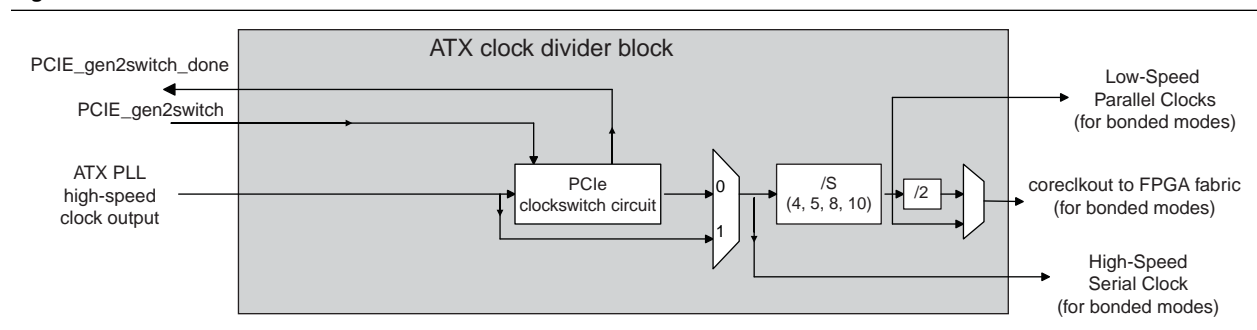 ATX clock divider block
PCIE_gen2switch_done
PCIE_gen2switch
ATX PLL
high-speed
clock output
PCIe
clockswitch circuit
0
1
/S
(4, 5, 8, 10)
/2
Low-Speed
Parallel Clocks
(for bonded modes)
coreclkout to FPGA fabric
(for bonded modes)
High-Speed
Serial Clock
(for bonded modes)